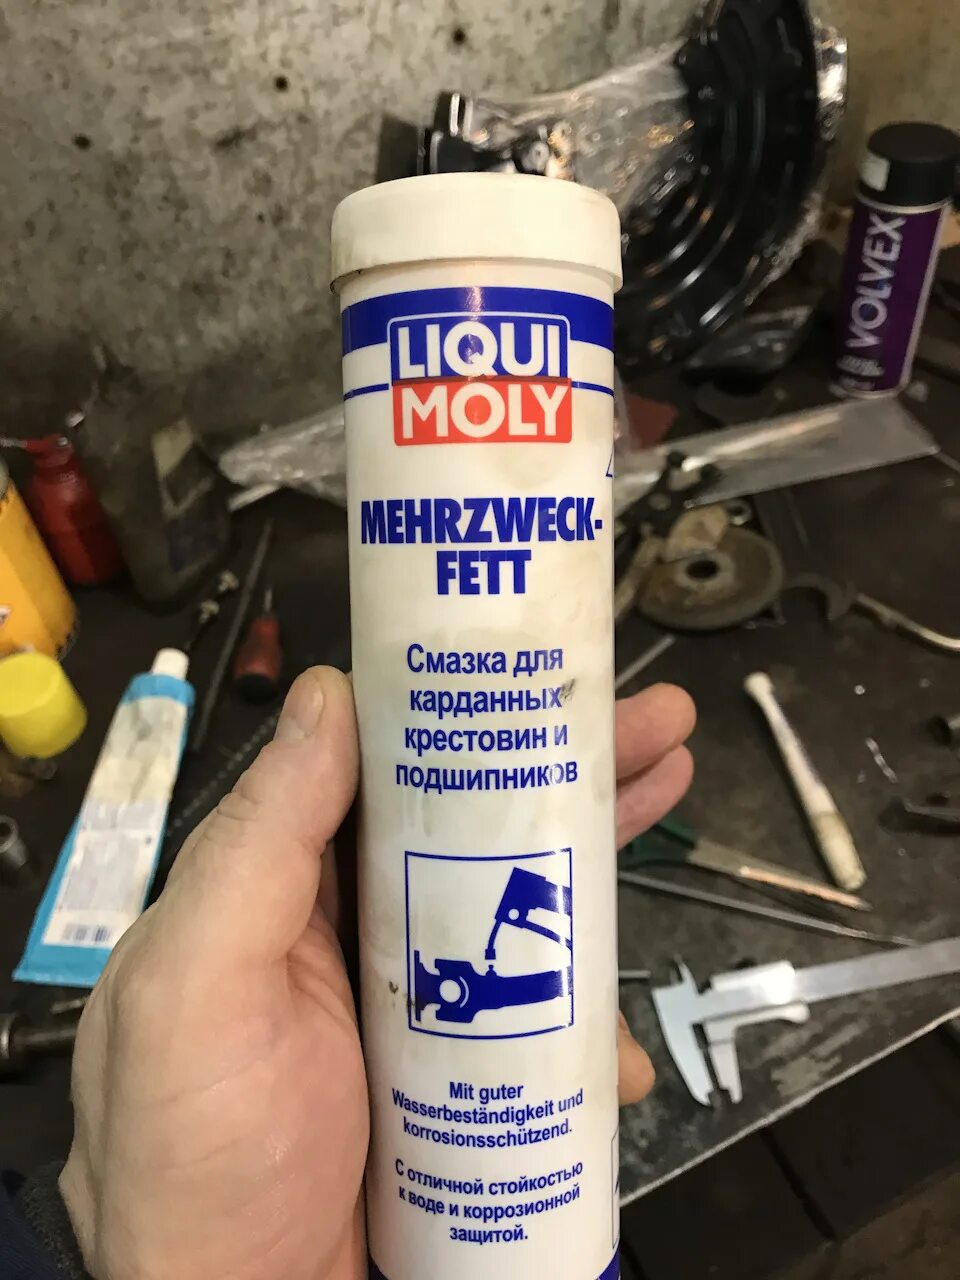 LIQUI
MOLY
MEHRZWECK-
FETT
Смазка для
карданных
крестовин и
подшипников
Mit guter
Wasserbeständigkeit und
korrosionsschützend.
С отличной стойкостью
к воде и коррозионной
защитой.
VOLVEX